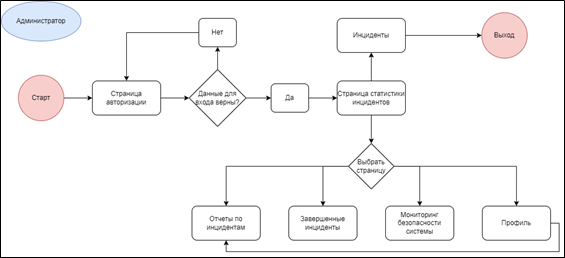 Администратор
Нет
Инциденты
Выход
Старт
Страница
авторизации
Данные для
входа верны?
Да
Страница статистики
инцидентов
Выбрать
страницу
Отчеты по
инцидентам
Завершенные
инциденты
Мониторинг
безопасности
системы
Профиль